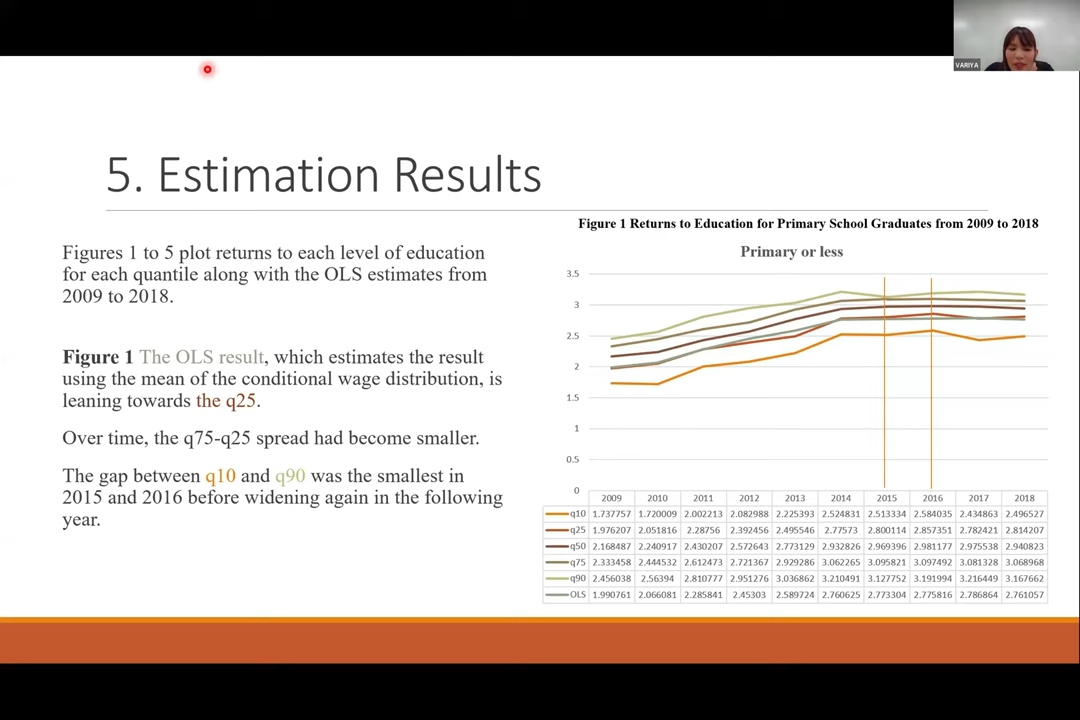 VARIYA
5. Estimation Results
Figures 1 to 5 plot returns to each level of education
for each quantile along with the OLS estimates from
2009 to 2018.
Figure 1 The OLS result, which estimates the result
using the mean of the conditional wage distribution, is
leaning towards the q25.
Over time, the q75-q25 spread had become smaller.
The gap between q10 and q90 was the smallest in
2015 and 2016 before widening again in the following
year.
Figure 1 Returns to Education for Primary School Graduates from 2009 to 2018
Primary or less
3.5
3
2.5
2
1.5
1
0.5
0
2009 2010 2011 2012 2013 2014 2015 2016 2017 2018
q10 1.737757 1.720009 2.002213 2.082988 2.225393 2.524831 2.513334 2.584035 2.434863 2.496527
q25 1.976207 2.051816 2.28756 2.392456 2.495546 2.77573 2.800114 2.857351 2.782421 2.814207
q50 2.168487 2.240917 2.430207 2.572643 2.773129 2.932826 2.969396 2.981177 2.975538 2.940823
q75 2.333458 2.444532 2.612473 2.721367 2.929286 3.062265 3.095821 3.097492 3.081328 3.068968
q90 2.456038 2.56394 2.810777 2.951276 3.036862 3.210491 3.127752 3.191994 3.216449 3.167662
OLS 1.990761 2.066081 2.285841 2.45303 2.589724 2.760625 2.773304 2.775816 2.786864 2.761057